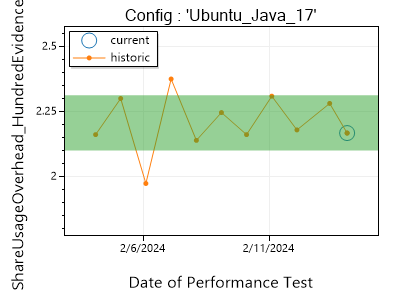 Config : 'Ubuntu_Java_17'
ShareUsageOverhead_HundredEvidence
2.5
2.25
2
current
historic
2/6/2024
2/11/2024
Date of Performance Test